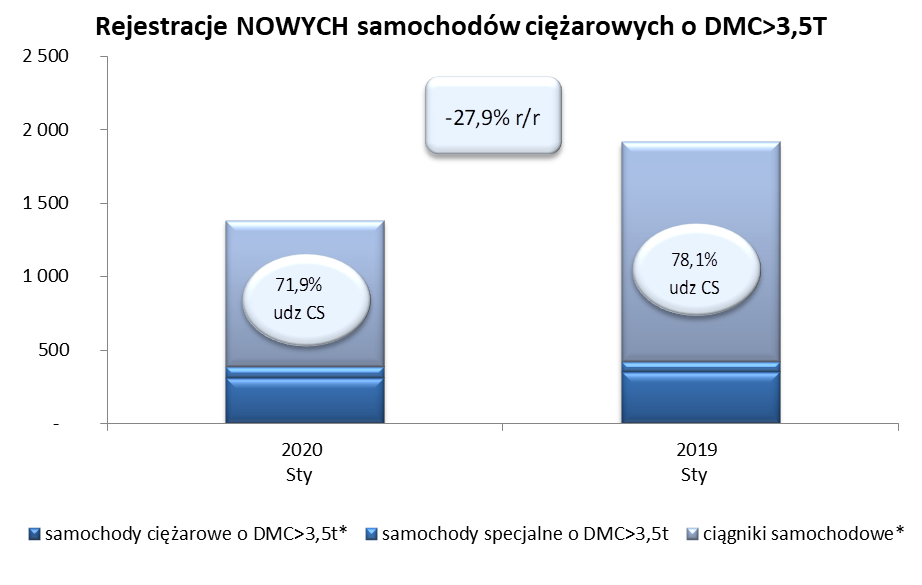 Rejestracje NOWYCH samochodów ciężarowych o DMC>3,5T
2 500
2 000
1 500
1 000
500
-
-27,9% r/r
71,9%
udz CS
78,1%
udz CS
2020
Sty
2019
Sty
samochody ciężarowe o DMC>3,5t*
samochody specjalne o DMC>3,5t
ciągniki samochodowe*